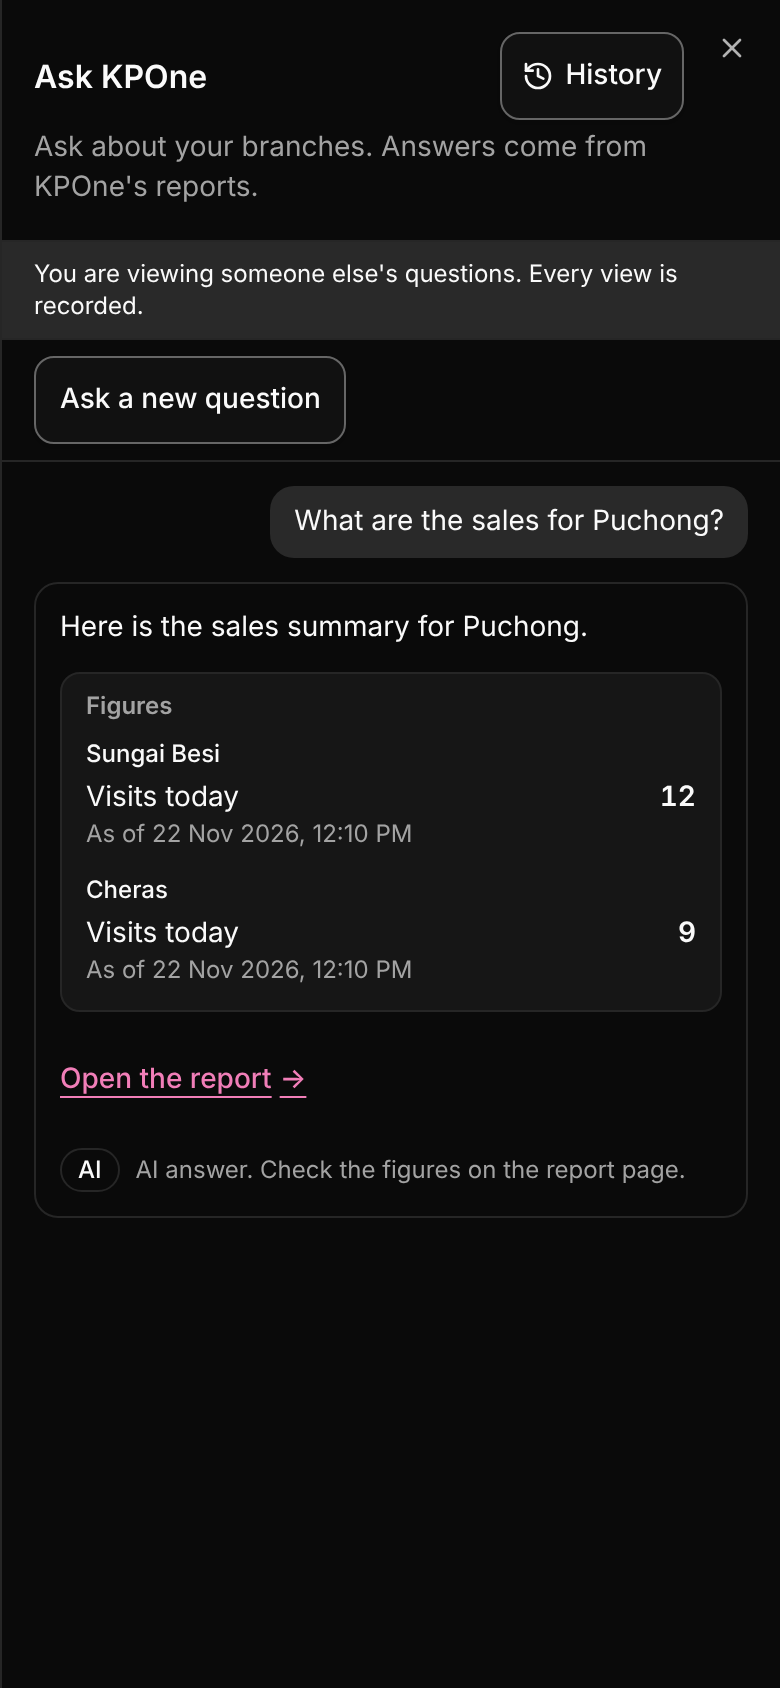 Ask KPOne
History
Ask about your branches. Answers come from
KPOne's reports.
You are viewing someone else's questions. Every view is
recorded.
Ask a new question
What are the sales for Puchong?
Here is the sales summary for Puchong.
Figures
Sungai Besi
Visits today 12
As of 22 Nov 2026, 12:10 PM
Cheras
Visits today 9
As of 22 Nov 2026, 12:10 PM
Open the report →
AI AI answer. Check the figures on the report page.